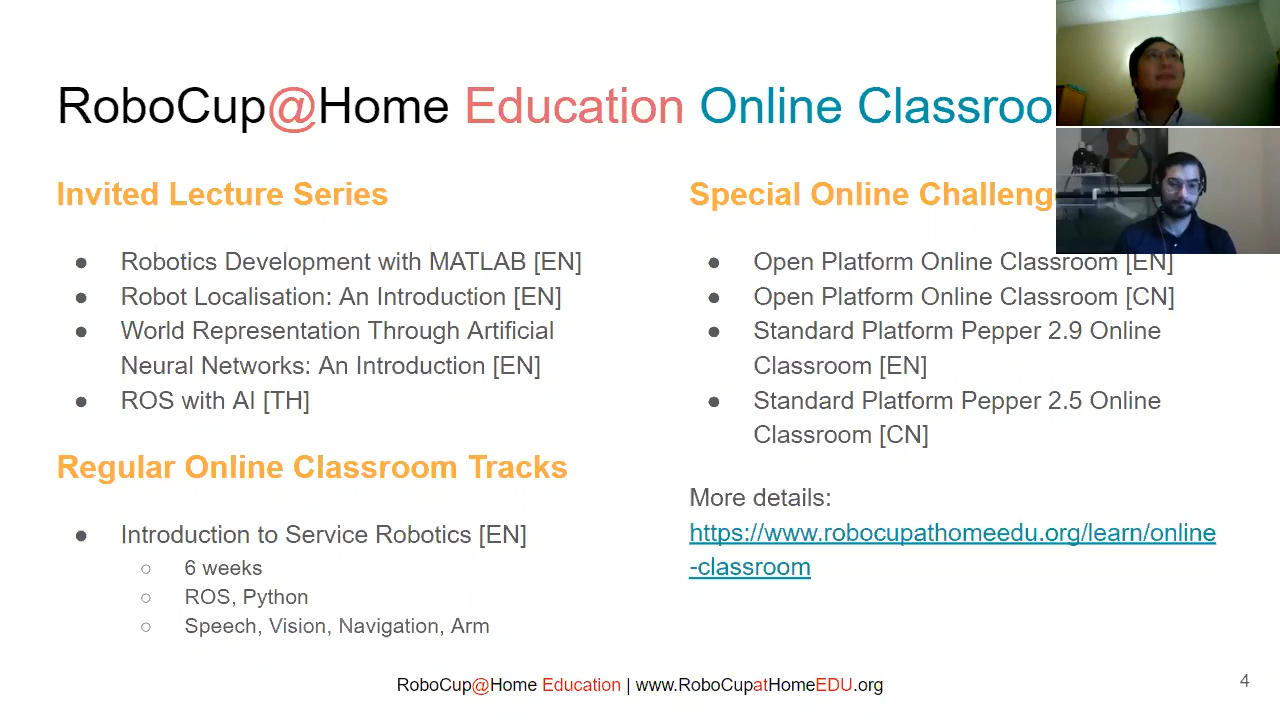 RoboCup@Home Education Online Classroo
Invited Lecture Series
● Robotics Development with MATLAB [EN]
● Robot Localisation: An Introduction [EN]
● World Representation Through Artificial
Neural Networks: An Introduction [EN]
● ROS with AI [TH]
Regular Online Classroom Tracks
● Introduction to Service Robotics [EN]
○ 6 weeks
○ ROS, Python
○ Speech, Vision, Navigation, Arm
Special Online Challeng
● Open Platform Online Classroom [EN]
● Open Platform Online Classroom [CN]
● Standard Platform Pepper 2.9 Online
Classroom [EN]
● Standard Platform Pepper 2.5 Online
Classroom [CN]
More details:
https://www.robocupathomeedu.org/learn/online
-classroom
RoboCup@Home Education | www.RoboCupatHomeEDU.org
4